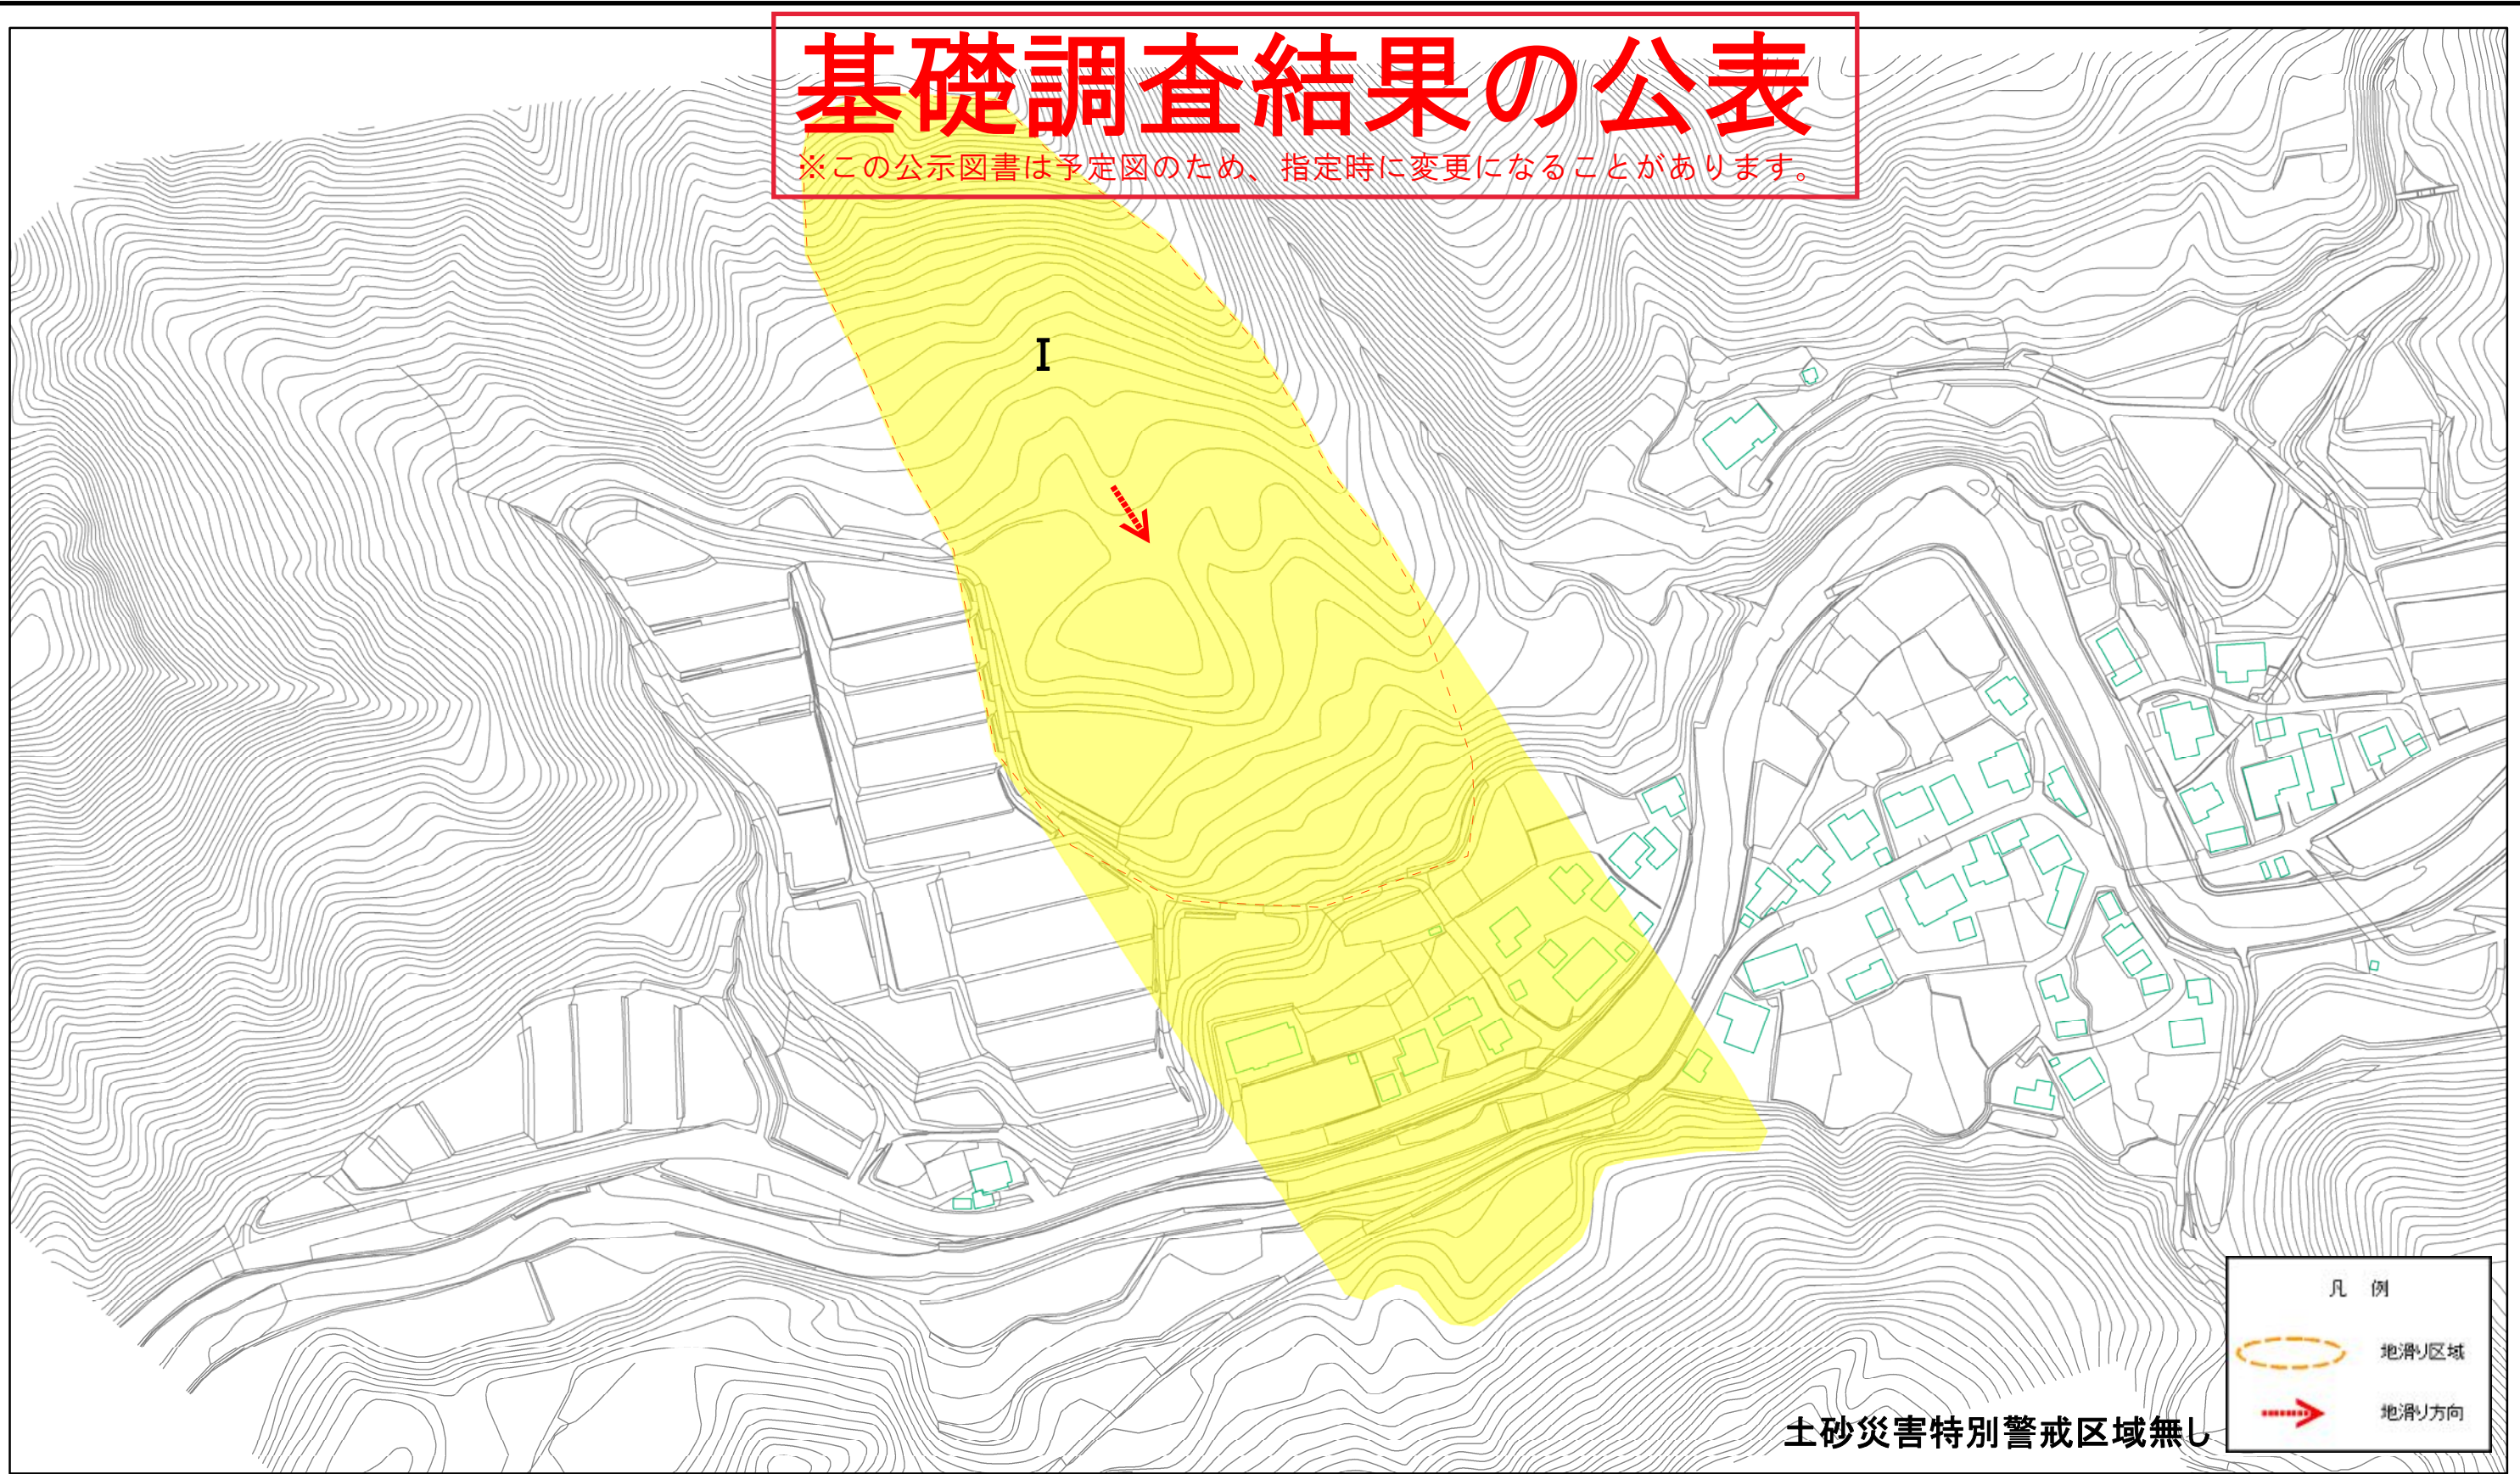 基礎調査結果の公表
※この公示図書は予定図のため、指定時に変更になることがあります。
I
凡 例
地滑り区域
地滑り方向
土砂災害特別警戒区域無し